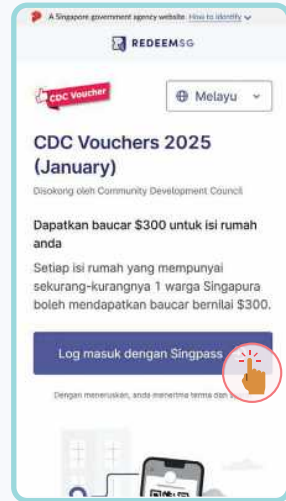 A Singapore government agency website How to identify
REDEEMSG
CDC Voucher
Melayu
CDC Vouchers 2025
(January)
Disokong oleh Community Development Council
Dapatkan baucar $300 untuk isi rumah
anda
Setiap isi rumah yang mempunyai
sekurang-kurangnya 1 warga Singapura
boleh mendapatkan baucar bernilai $300.
Log masuk dengan Singpass
Dengan meneruskan, anda menerima terma dan